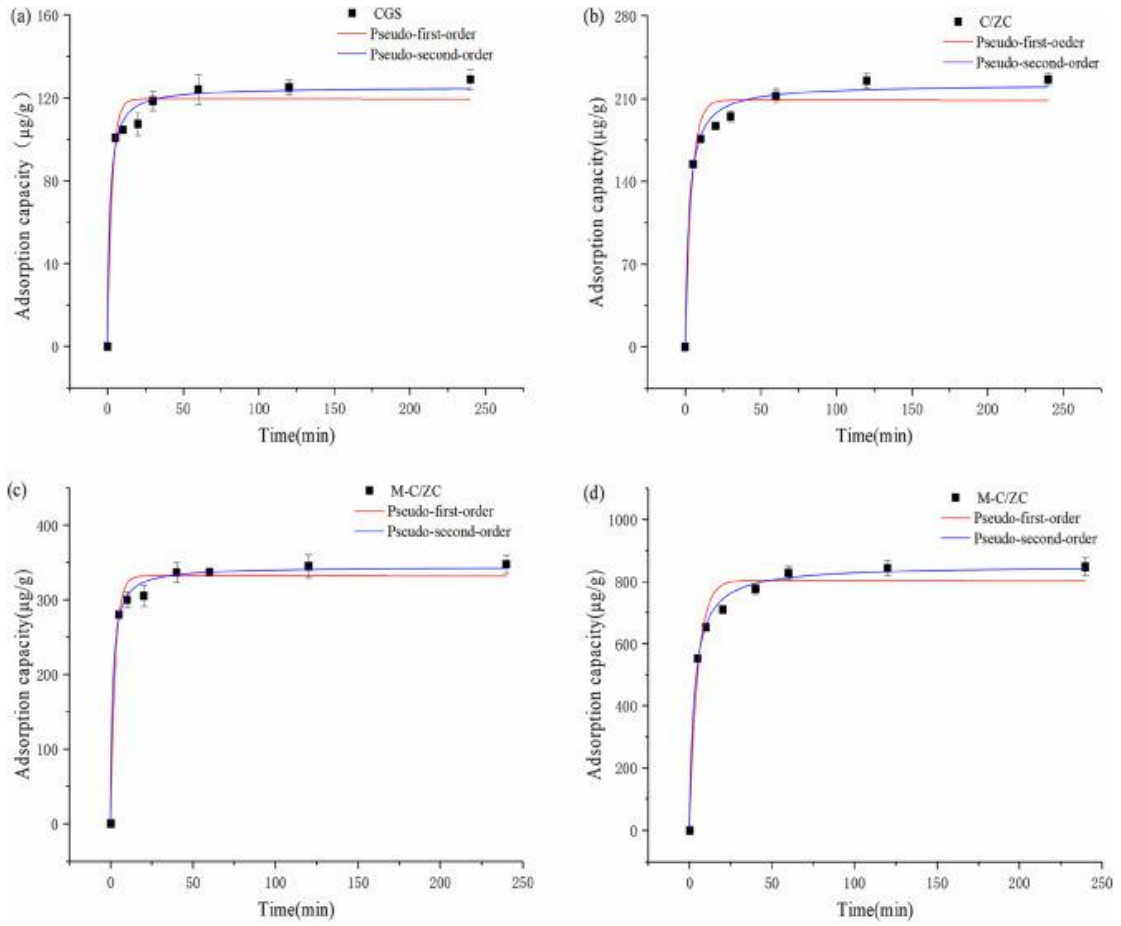 (a)
160
120
80
40
0
Adsorption capacity（μg/g）
CGS
Pseudo-first-order
Pseudo-second-order
0 50 100 150 200 250
Time(min)
(b)
280
210
140
70
0
Adsorption capacity(μg/g)
C/ZC
Pseudo-first-oeder
Pseudo-second-order
0 50 100 150 200 250
Time(min)
(c)
400
300
200
100
0
Adsorption capacity(μg/g)
M-C/ZC
Pseudo-first-order
Pseudo-second-order
0 50 100 150 200 250
Time(min)
(d)
1000
800
600
400
200
0
Adsorption capacity(μg/g)
M-C/ZC
Pseudo-first-order
Pseudo-second-order
0 50 100 150 200 250
Time(min)